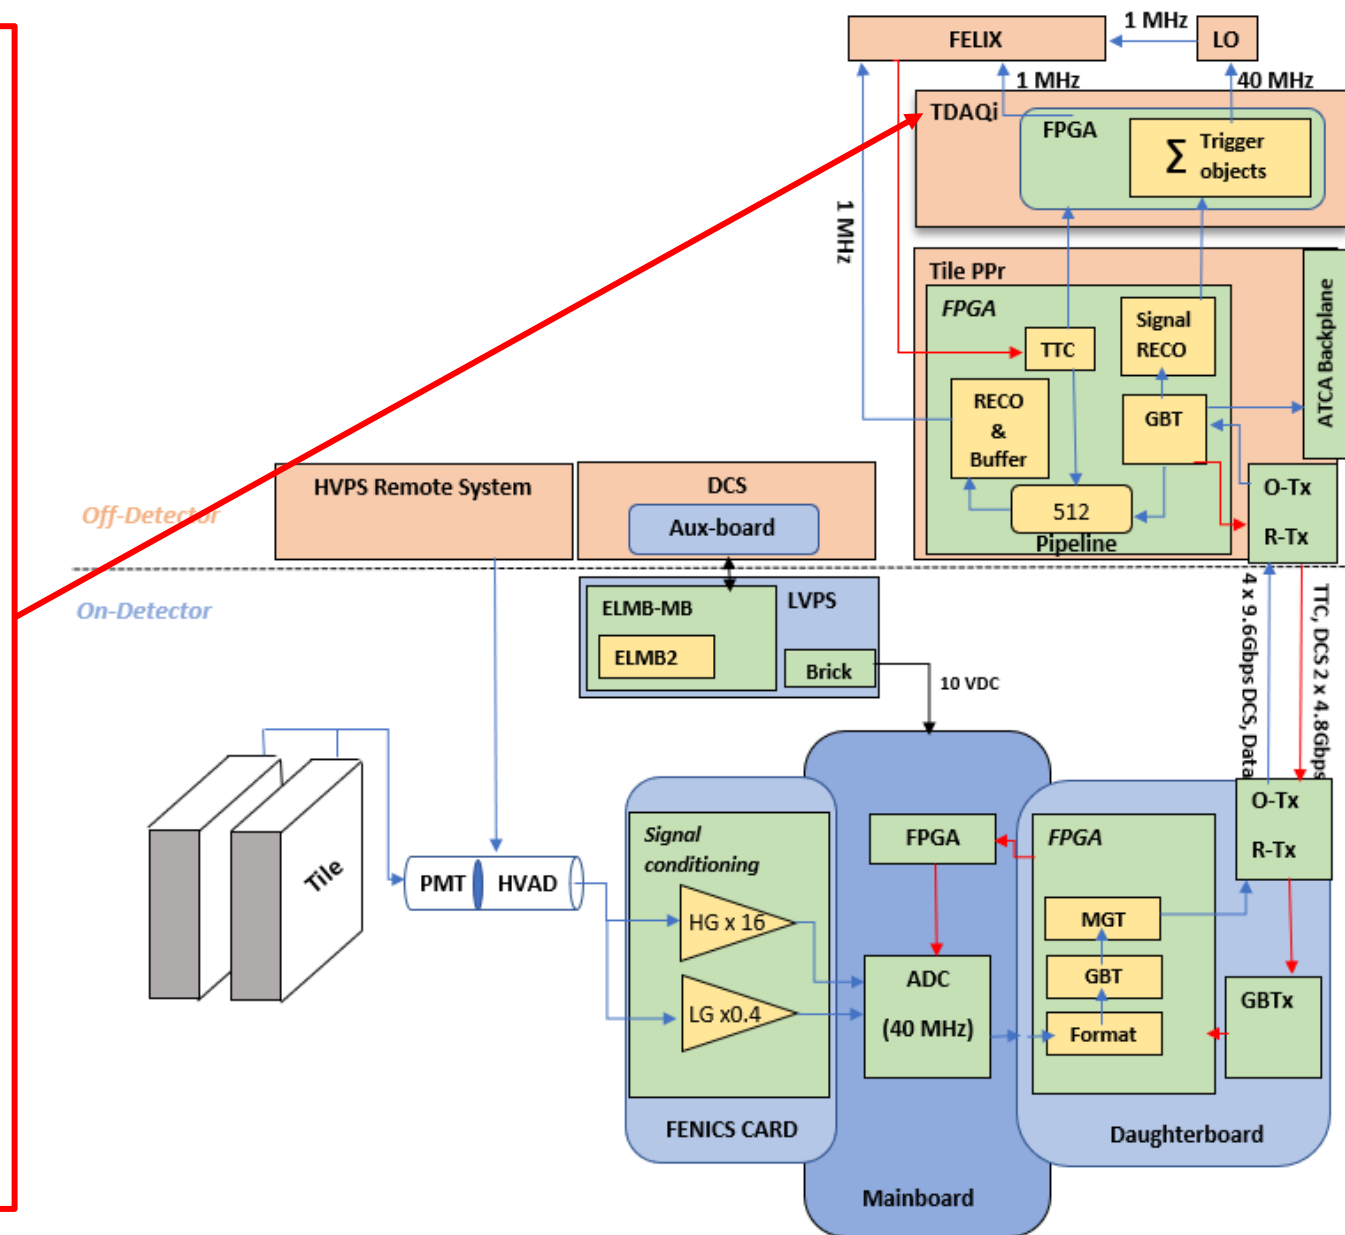 FELIX
1 MHz
LO
1 MHz
40 MHz
TDAQi
FPGA
Σ Trigger
objects
1 MHz
Tile PPr
FPGA
Signal
RECO
TTC
RECO
&
Buffer
GBT
512
Pipeline
ATCA Backplane
O-Tx
R-Tx
HVPS Remote System
DCS
Aux-board
Off-Detector
On-Detector
ELMB-MB
LVPS
ELMB2
Brick
10 VDC
4 x 9.6Gbps DCS, Data
TTC, DCS 2 x 4.8Gbps
Tile
PMT
HVAD
Signal
conditioning
HG x 16
LG x0.4
FENICS CARD
FPGA
ADC
(40 MHz)
Mainboard
FPGA
MGT
GBT
Format
O-Tx
R-Tx
GBTx
Daughterboard